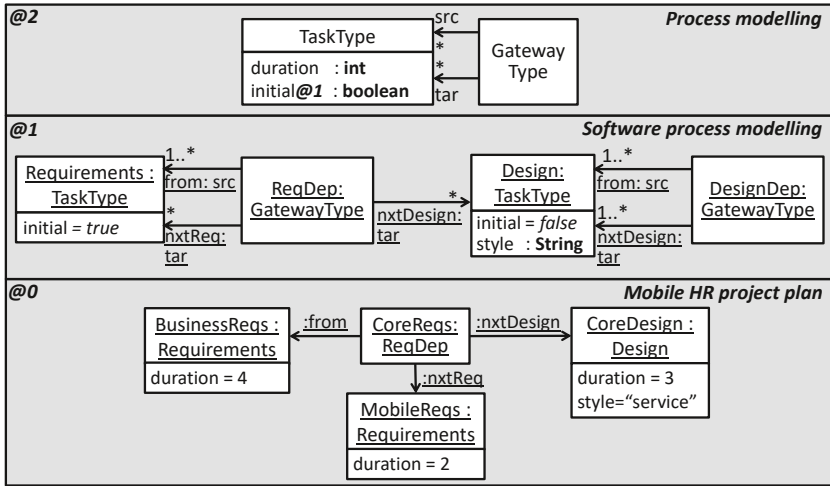 @2
Process modelling
src
TaskType
*
Gateway
Type
*
duration : int
initial@1 : boolean
tar
@1
Software process modelling
1..*
1..*
Requirements :
TaskType
from: src
ReqDep:
GatewayType
*
Design:
TaskType
from: src
DesignDep:
GatewayType
initial = true
*
nxtReq:
tar
nxtDesign:
tar
initial = false
style : String
1..*
nxtDesign:
tar
@0
Mobile HR project plan
BusinessReqs :
Requirements
duration = 4
:from
CoreReqs:
ReqDep
:nxtDesign
CoreDesign :
Design
duration = 3
style=“service”
:nxtReq
MobileReqs :
Requirements
duration = 2